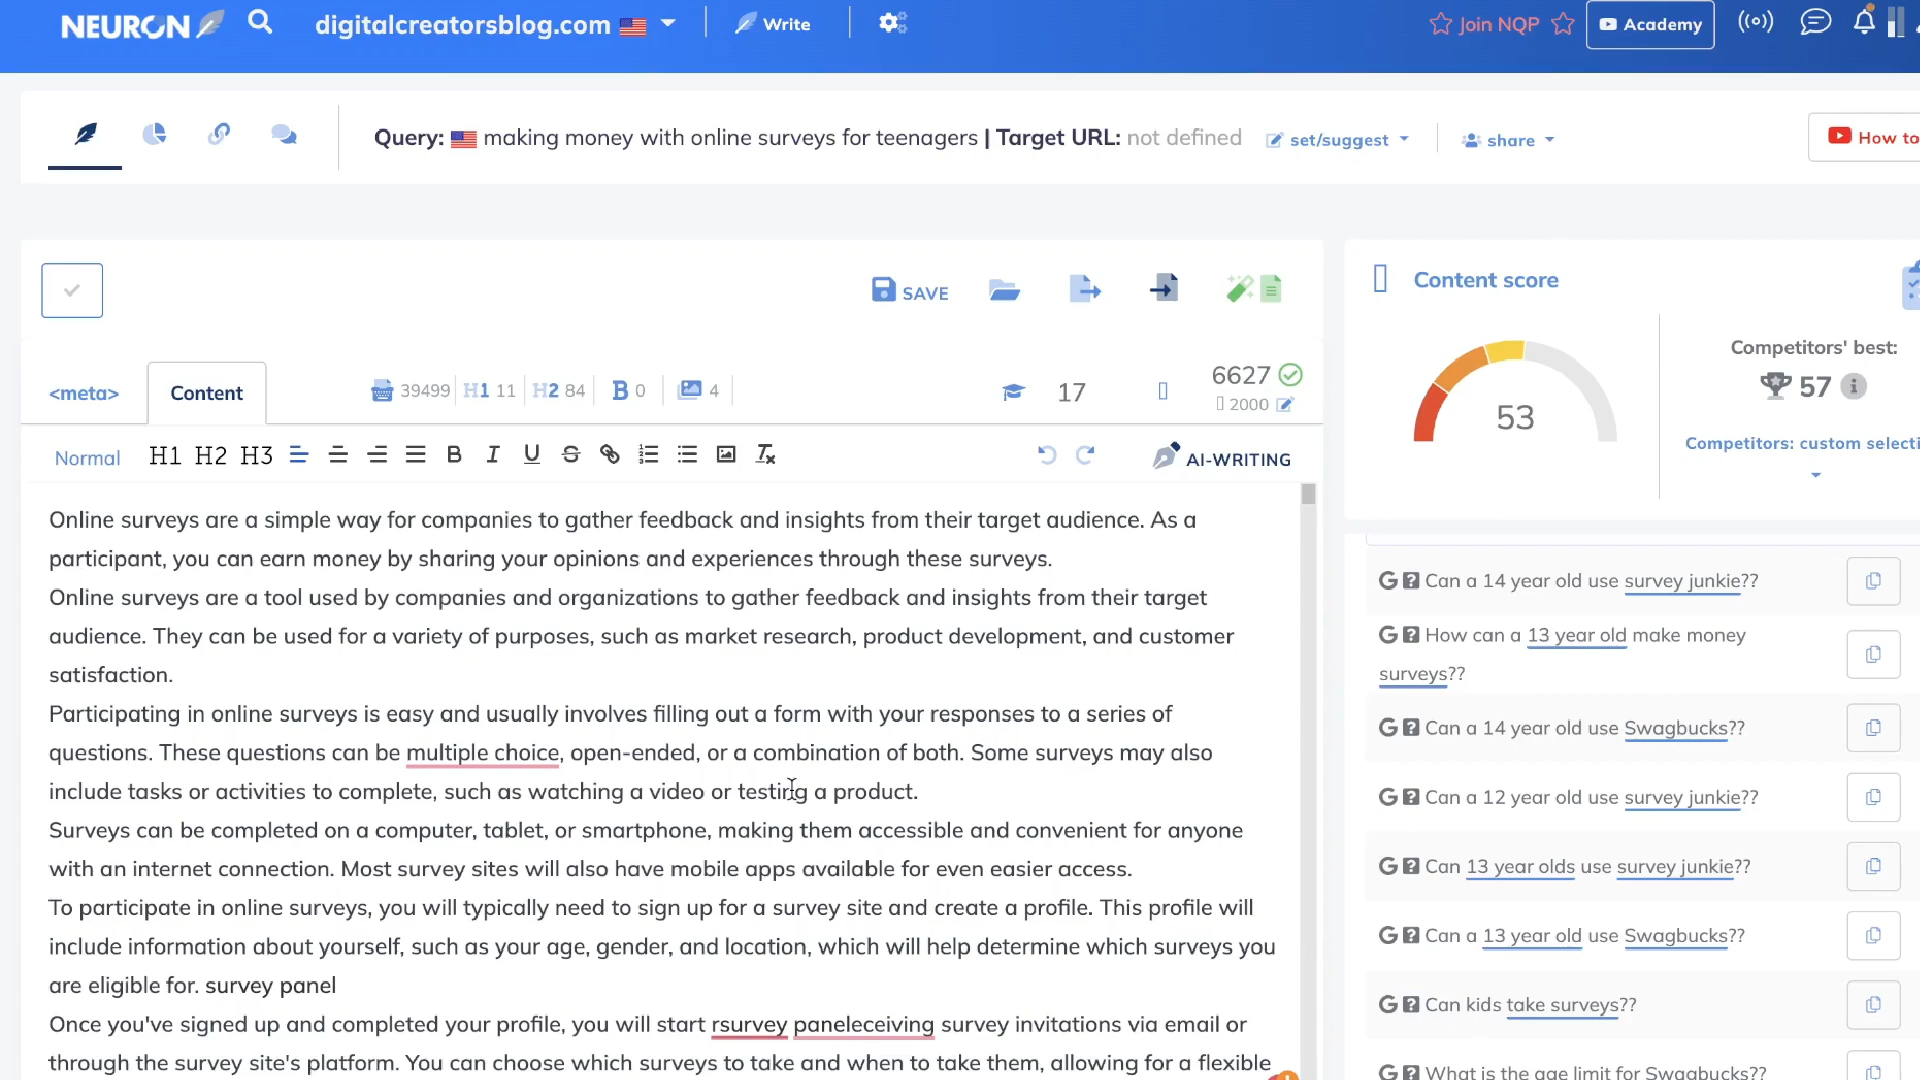 NEURON digitalcreatorsblog.com Write Join NQP Academy
Query: making money with online surveys for teenagers | Target URL: not defined set/suggest share How to
SAVE
<meta> Content 39499 H1 11 H2 84 B 0 4 17 6627
2000
Normal H1 H2 H3 B I U S AI-WRITING
Online surveys are a simple way for companies to gather feedback and insights from their target audience. As a
participant, you can earn money by sharing your opinions and experiences through these surveys.
Online surveys are a tool used by companies and organizations to gather feedback and insights from their target
audience. They can be used for a variety of purposes, such as market research, product development, and customer
satisfaction.
Participating in online surveys is easy and usually involves filling out a form with your responses to a series of
questions. These questions can be multiple choice, open-ended, or a combination of both. Some surveys may also
include tasks or activities to complete, such as watching a video or testing a product.
Surveys can be completed on a computer, tablet, or smartphone, making them accessible and convenient for anyone
with an internet connection. Most survey sites will also have mobile apps available for even easier access.
To participate in online surveys, you will typically need to sign up for a survey site and create a profile. This profile will
include information about yourself, such as your age, gender, and location, which will help determine which surveys you
are eligible for. survey panel
Once you've signed up and completed your profile, you will start rsurvey paneleceiving survey invitations via email or
through the survey site's platform. You can choose which surveys to take and when to take them, allowing for a flexible
Content score
53
Competitors' best:
57
Competitors: custom selecti
Can a 14 year old use survey junkie??
How can a 13 year old make money
surveys??
Can a 14 year old use Swagbucks??
Can a 12 year old use survey junkie??
Can 13 year olds use survey junkie??
Can a 13 year old use Swagbucks??
Can kids take surveys??
What is the age limit for Swagbucks??